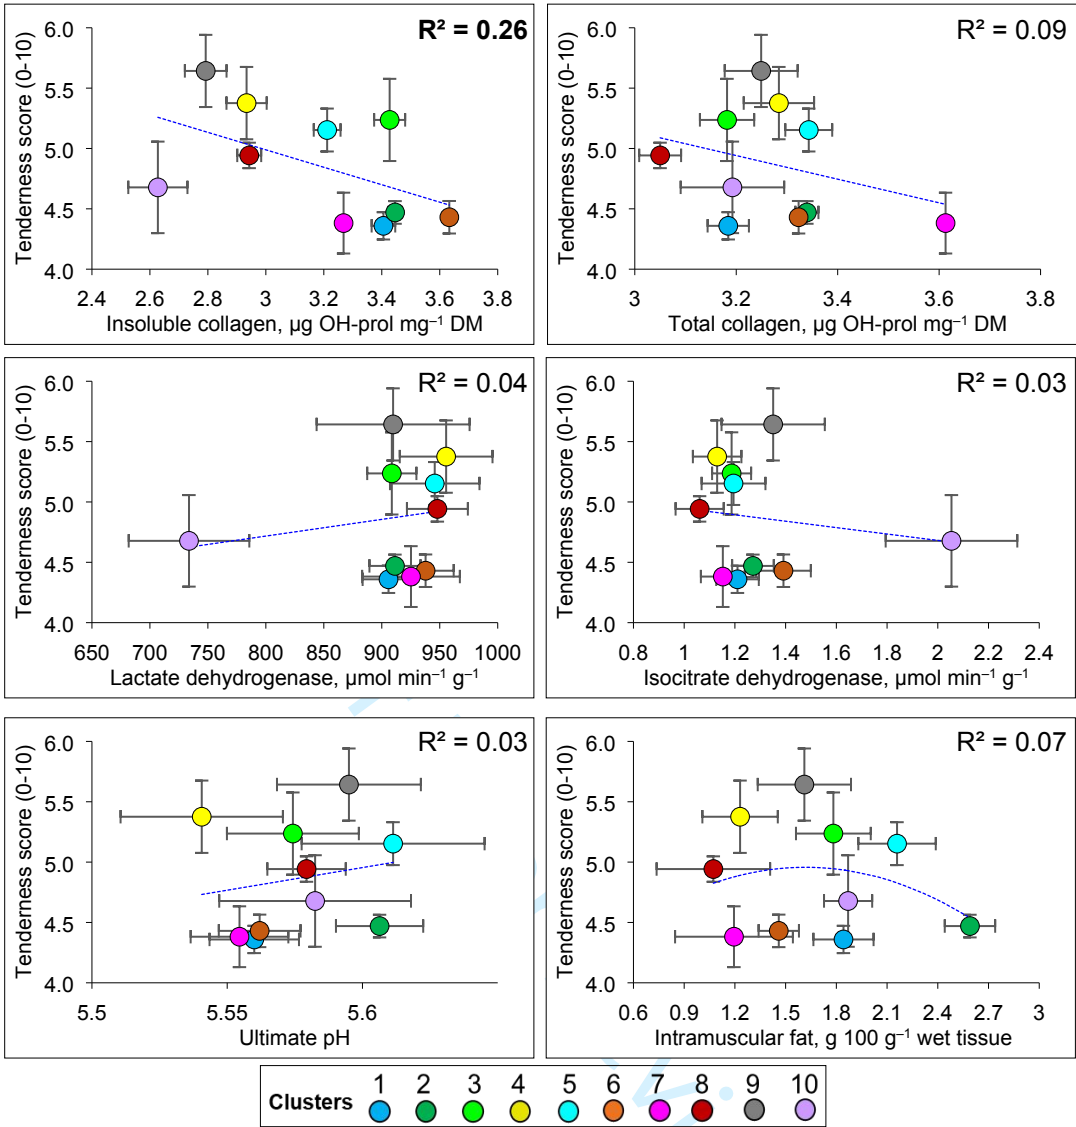 R² = 0.26
Tenderness score (0-10)
6.0
5.5
5.0
4.5
4.0
2.4 2.6 2.8 3 3.2 3.4 3.6 3.8
Insoluble collagen, µg OH-prol mg⁻¹ DM
R² = 0.09
Tenderness score (0-10)
6.0
5.5
5.0
4.5
4.0
3 3.2 3.4 3.6 3.8
Total collagen, µg OH-prol mg⁻¹ DM
R² = 0.04
Tenderness score (0-10)
6.0
5.5
5.0
4.5
4.0
650 700 750 800 850 900 950 1000
Lactate dehydrogenase, µmol min⁻¹ g⁻¹
R² = 0.03
Tenderness score (0-10)
6.0
5.5
5.0
4.5
4.0
0.8 1 1.2 1.4 1.6 1.8 2 2.2 2.4
Isocitrate dehydrogenase, µmol min⁻¹ g⁻¹
R² = 0.03
Tenderness score (0-10)
6.0
5.5
5.0
4.5
4.0
5.5 5.55 5.6
Ultimate pH
R² = 0.07
Tenderness score (0-10)
6.0
5.5
5.0
4.5
4.0
0.6 0.9 1.2 1.5 1.8 2.1 2.4 2.7 3
Intramuscular fat, g 100 g⁻¹ wet tissue
1 2 3 4 5 6 7 8 9 10
Clusters